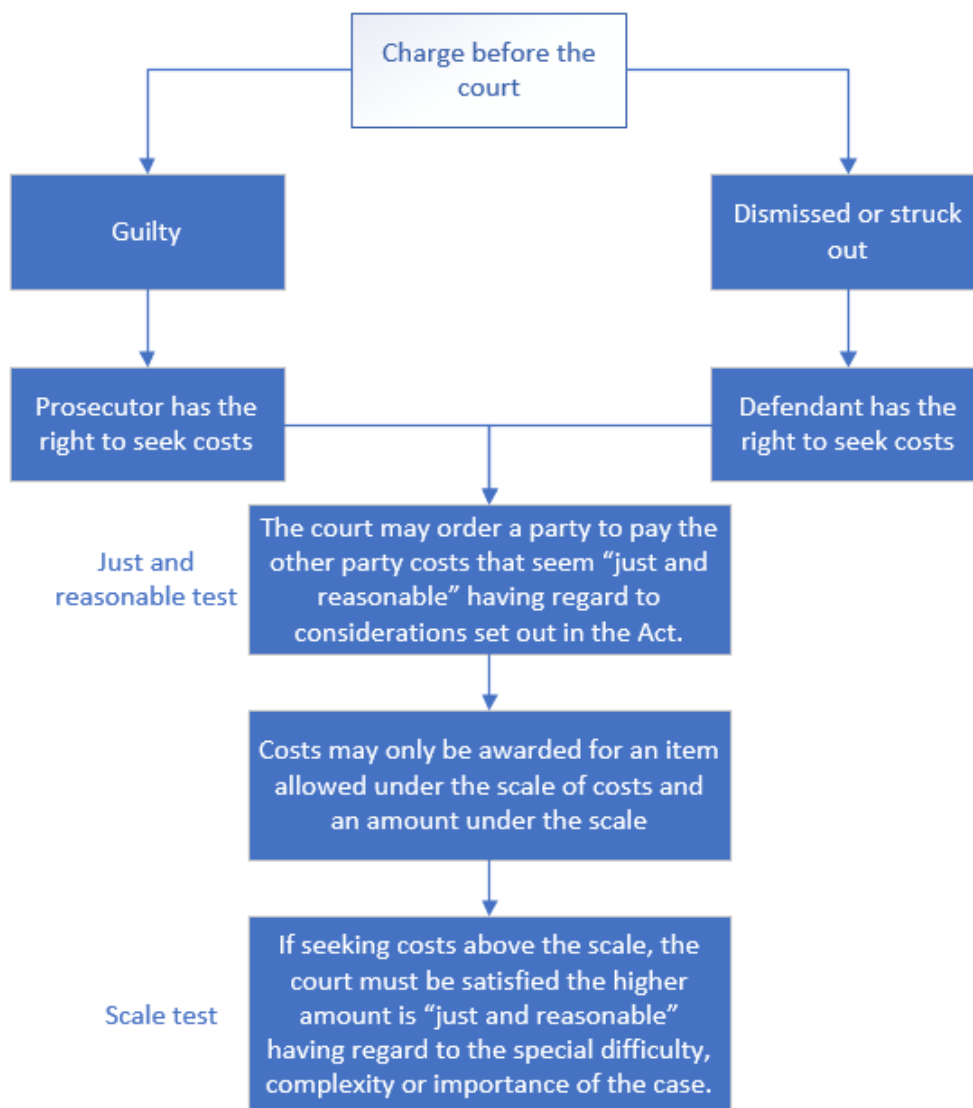 Charge before the
court
Guilty
Dismissed or struck
out
Prosecutor has the
right to seek costs
Defendant has the
right to seek costs
Just and
reasonable test
The court may order a party to pay the
other party costs that seem “just and
reasonable” having regard to
considerations set out in the Act.
Costs may only be awarded for an item
allowed under the scale of costs and
an amount under the scale
Scale test
If seeking costs above the scale, the
court must be satisfied the higher
amount is “just and reasonable”
having regard to the special difficulty,
complexity or importance of the case.